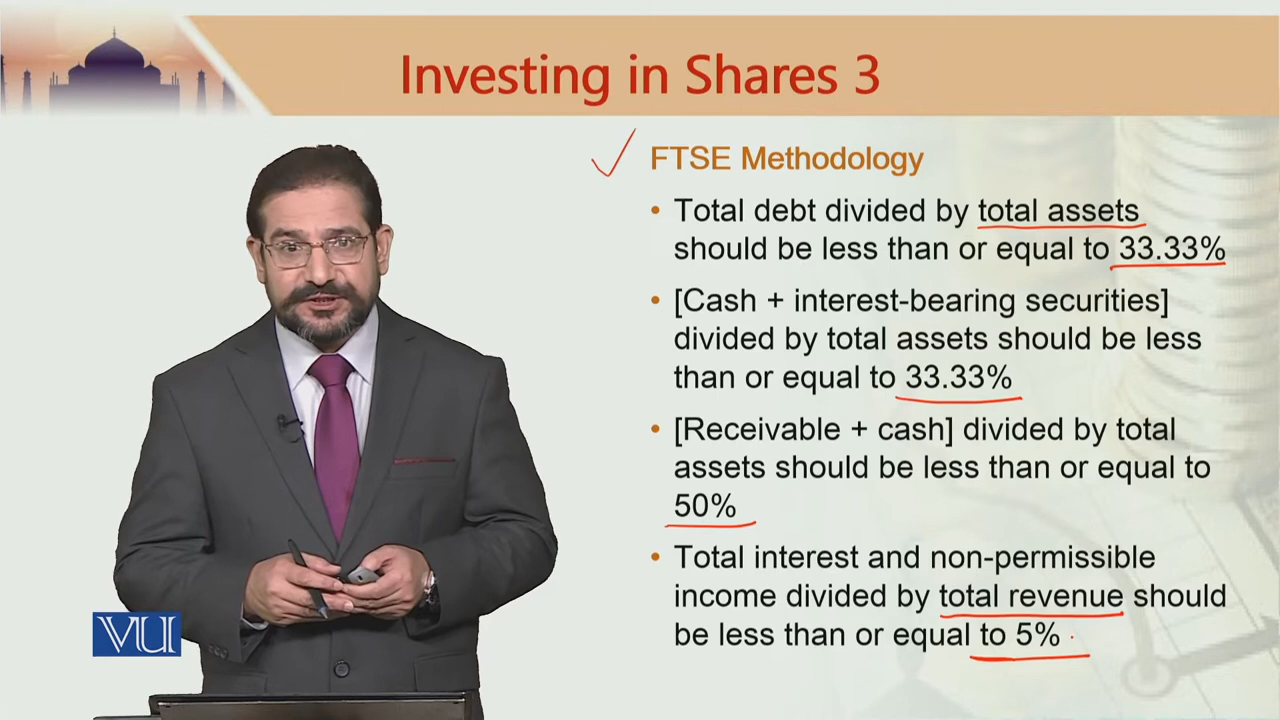 Investing in Shares 3
FTSE Methodology
• Total debt divided by total assets
should be less than or equal to 33.33%
• [Cash + interest-bearing securities]
divided by total assets should be less
than or equal to 33.33%
• [Receivable + cash] divided by total
assets should be less than or equal to
50%
• Total interest and non-permissible
income divided by total revenue should
be less than or equal to 5%
VU